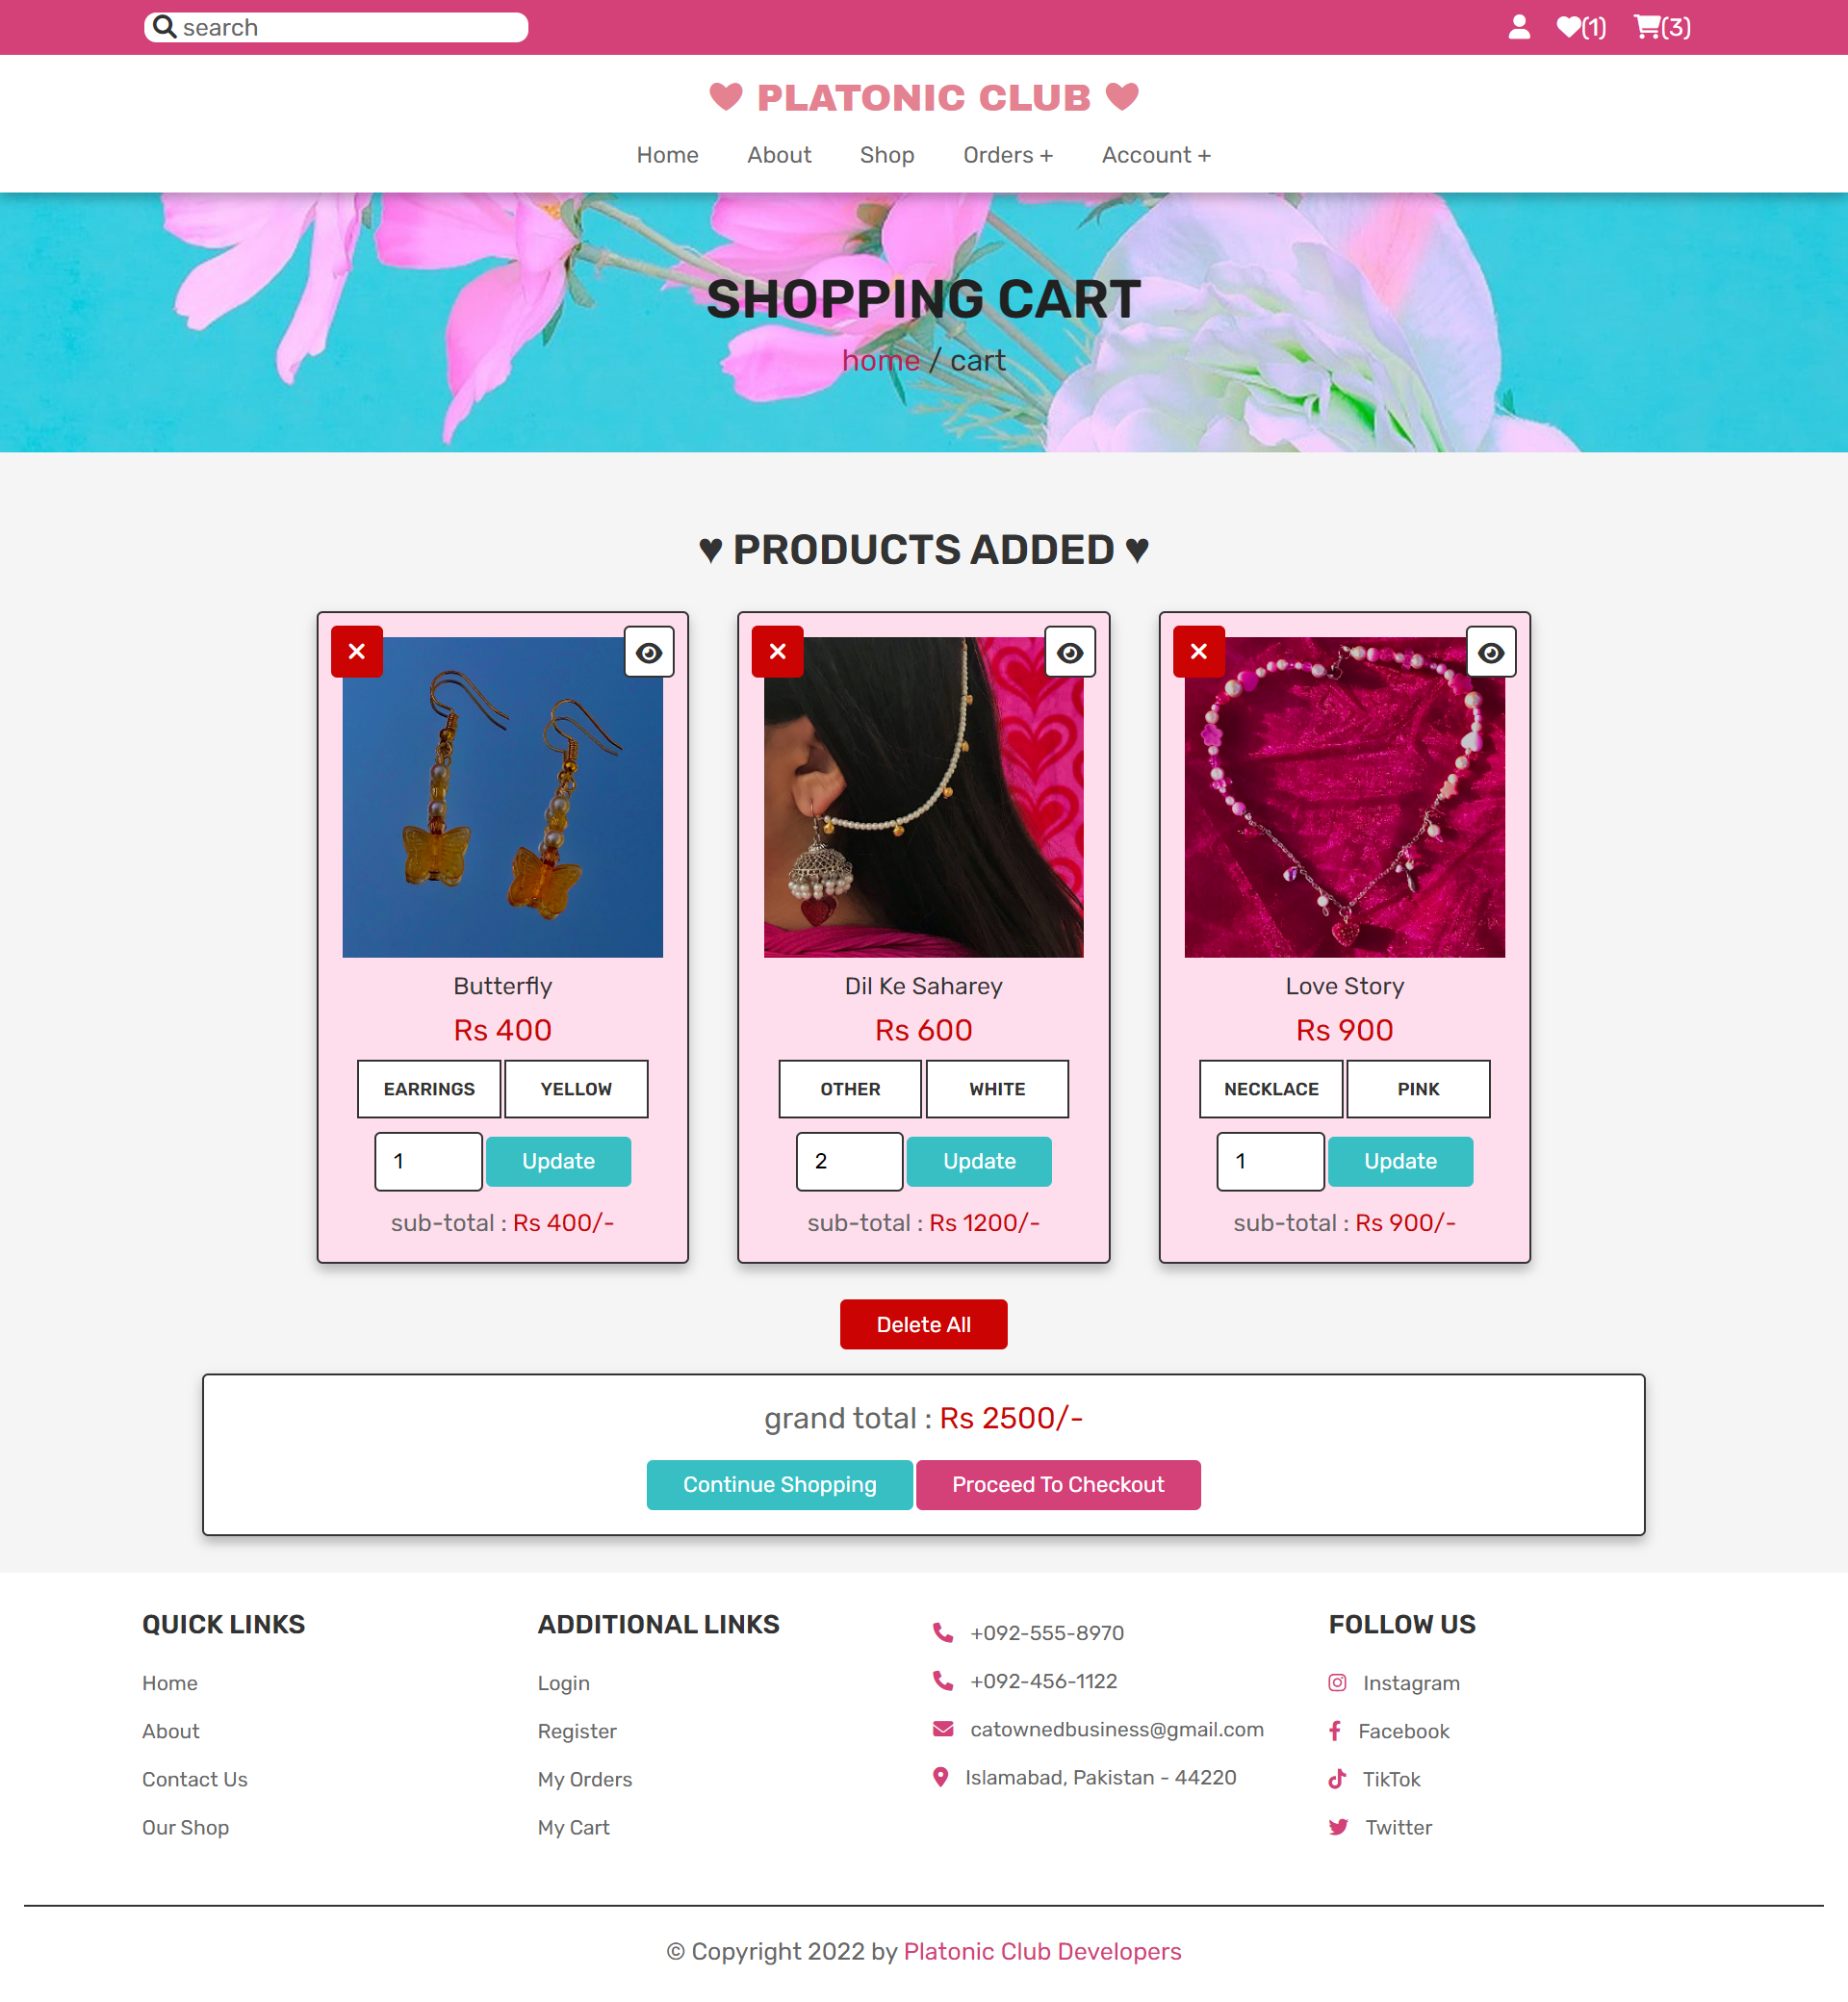 search
(1)
(3)
PLATONIC CLUB
Home About Shop Orders + Account +
SHOPPING CART
home / cart
♥ PRODUCTS ADDED ♥
Butterfly
Rs 400
EARRINGS YELLOW
1 Update
sub-total : Rs 400/-
Dil Ke Saharey
Rs 600
OTHER WHITE
2 Update
sub-total : Rs 1200/-
Love Story
Rs 900
NECKLACE PINK
1 Update
sub-total : Rs 900/-
Delete All
grand total : Rs 2500/-
Continue Shopping Proceed To Checkout
QUICK LINKS
Home
About
Contact Us
Our Shop
ADDITIONAL LINKS
Login
Register
My Orders
My Cart
+092-555-8970
+092-456-1122
catownedbusiness@gmail.com
Islamabad, Pakistan - 44220
FOLLOW US
Instagram
Facebook
TikTok
Twitter
© Copyright 2022 by Platonic Club Developers